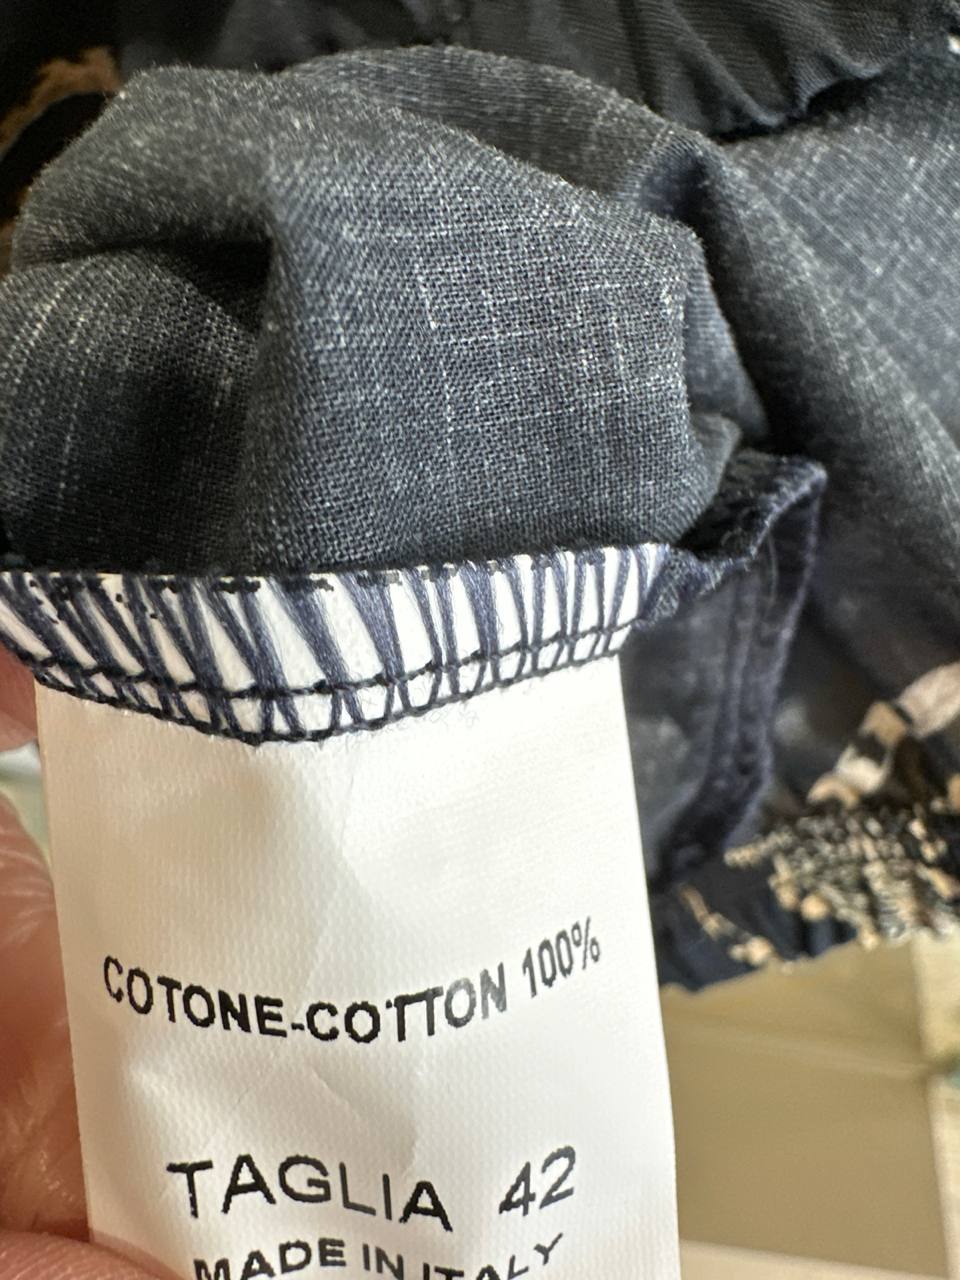 COTONE-COTTON 100%
TAGLIA 42
MADE IN ITALY